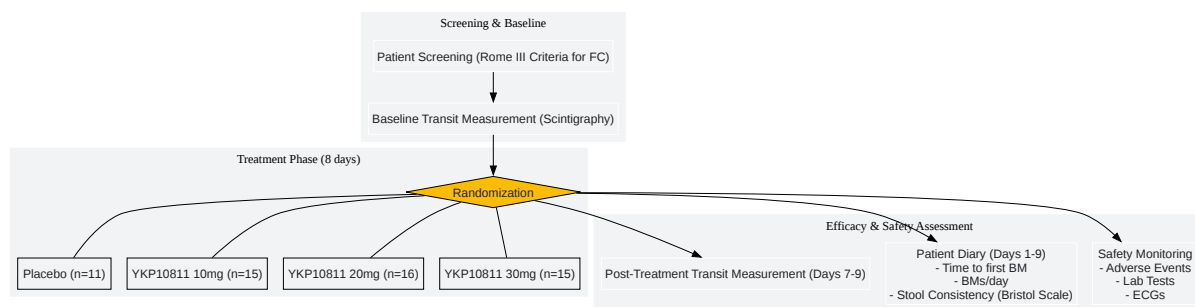 Screening & Baseline
Patient Screening (Rome III Criteria for FC)
Baseline Transit Measurement (Scintigraphy)
Treatment Phase (8 days)
Randomization
Placebo (n=11)
YKP10811 10mg (n=15)
YKP10811 20mg (n=16)
YKP10811 30mg (n=15)
Efficacy & Safety Assessment
Post-Treatment Transit Measurement (Days 7-9)
Patient Diary (Days 1-9)
- Time to first BM
- BMs/day
- Stool Consistency (Bristol Scale)
Safety Monitoring
- Adverse Events
- Lab Tests
- ECGs